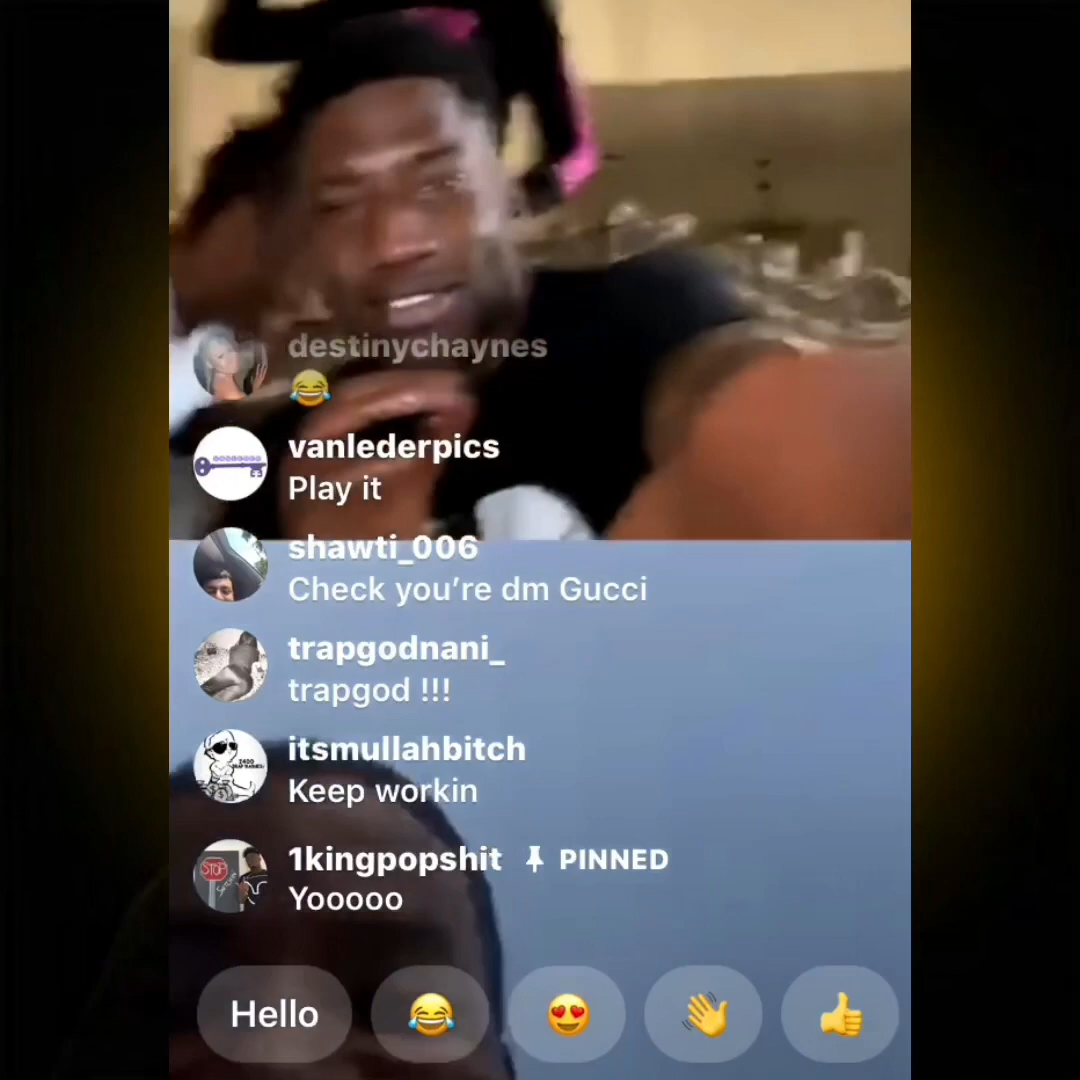 destinychaynes
😂
vanlederpics
Play it
shawti_006
Check you’re dm Gucci
trapgodnani_
trapgod !!!
itsmullahbitch
Keep workin
1kingpopshit PINNED
Yooooo
STOP
Hello 😂 😍 👋 👍